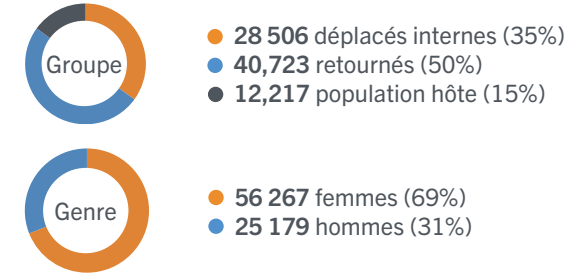 Groupe
28 506 déplacés internes (35%)
40,723 retournés (50%)
12,217 population hôte (15%)
Genre
56 267 femmes (69%)
25 179 hommes (31%)